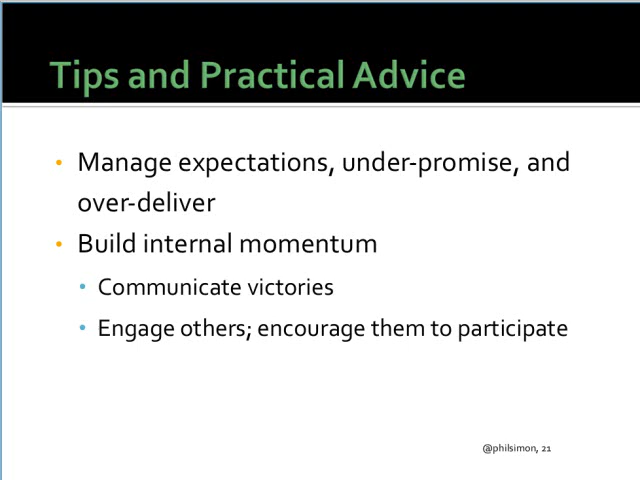 Tips and Practical Advice
• Manage expectations, under-promise, and
over-deliver
• Build internal momentum
• Communicate victories
• Engage others; encourage them to participate
@philsimon, 21